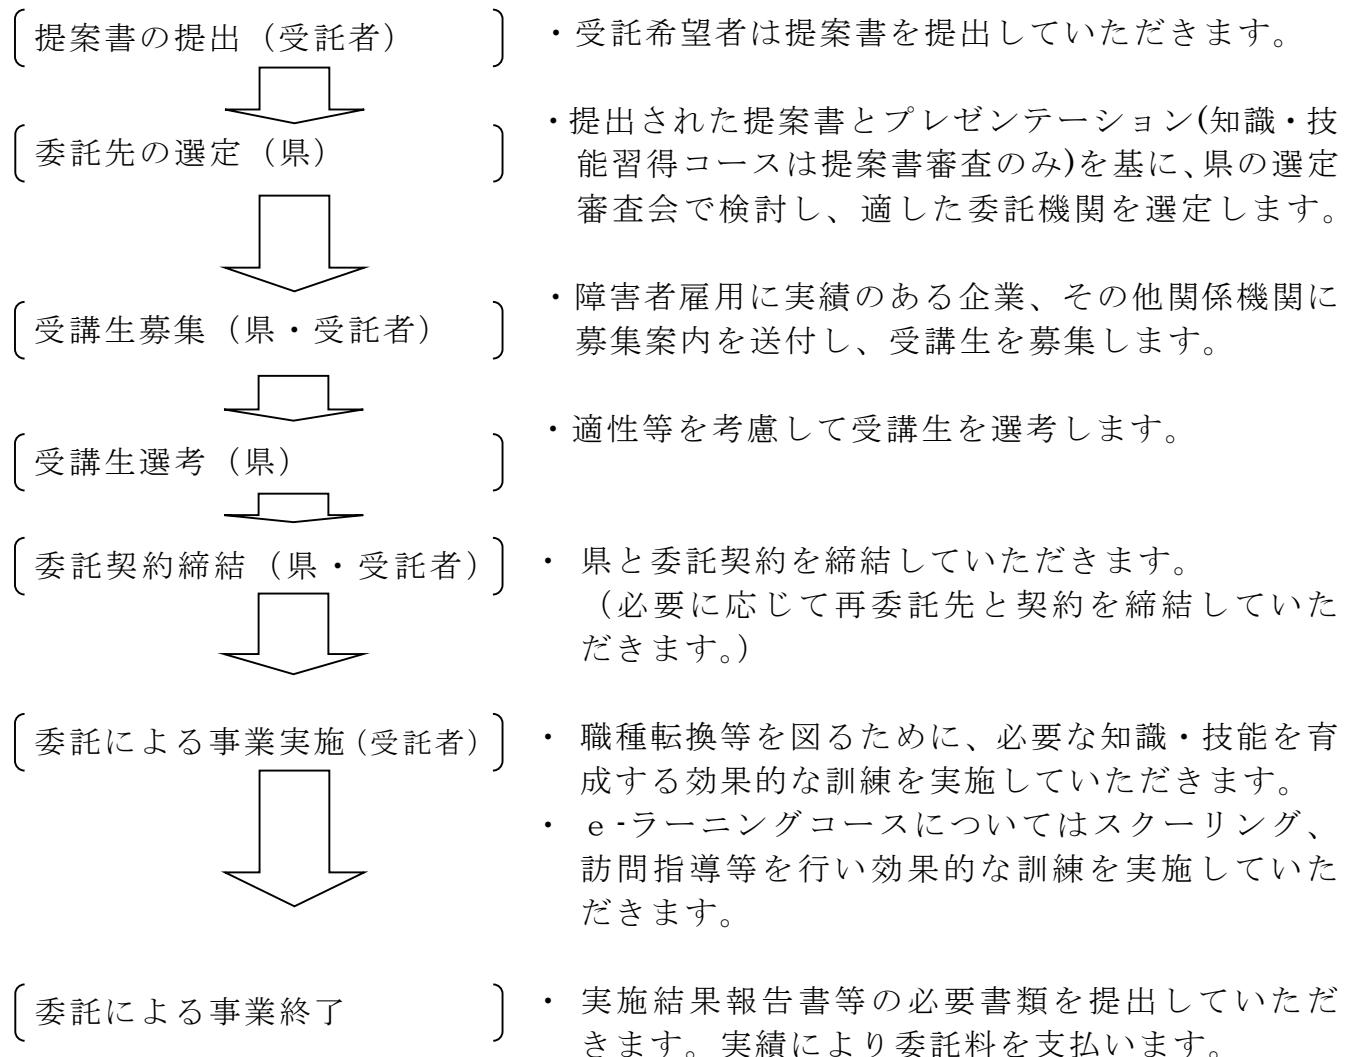 提案書の提出（受託者）
・受託希望者は提案書を提出していただきます。
委託先の選定（県）
・提出された提案書とプレゼンテーション(知識・技
能習得コースは提案書審査のみ)を基に、県の選定
審査会で検討し、適した委託機関を選定します。
受講生募集（県・受託者）
・障害者雇用に実績のある企業、その他関係機関に
募集案内を送付し、受講生を募集します。
受講生選考（県）
・適性等を考慮して受講生を選考します。
委託契約締結（県・受託者）
・ 県と委託契約を締結していただきます。
（必要に応じて再委託先と契約を締結していた
だきます。）
委託による事業実施（受託者）
・ 職種転換等を図るために、必要な知識・技能を育
成する効果的な訓練を実施していただきます。
・ ｅ-ラーニングコースについてはスクーリング、
訪問指導等を行い効果的な訓練を実施していた
だきます。
委託による事業終了
・ 実施結果報告書等の必要書類を提出していただ
きます。実績により委託料を支払います。